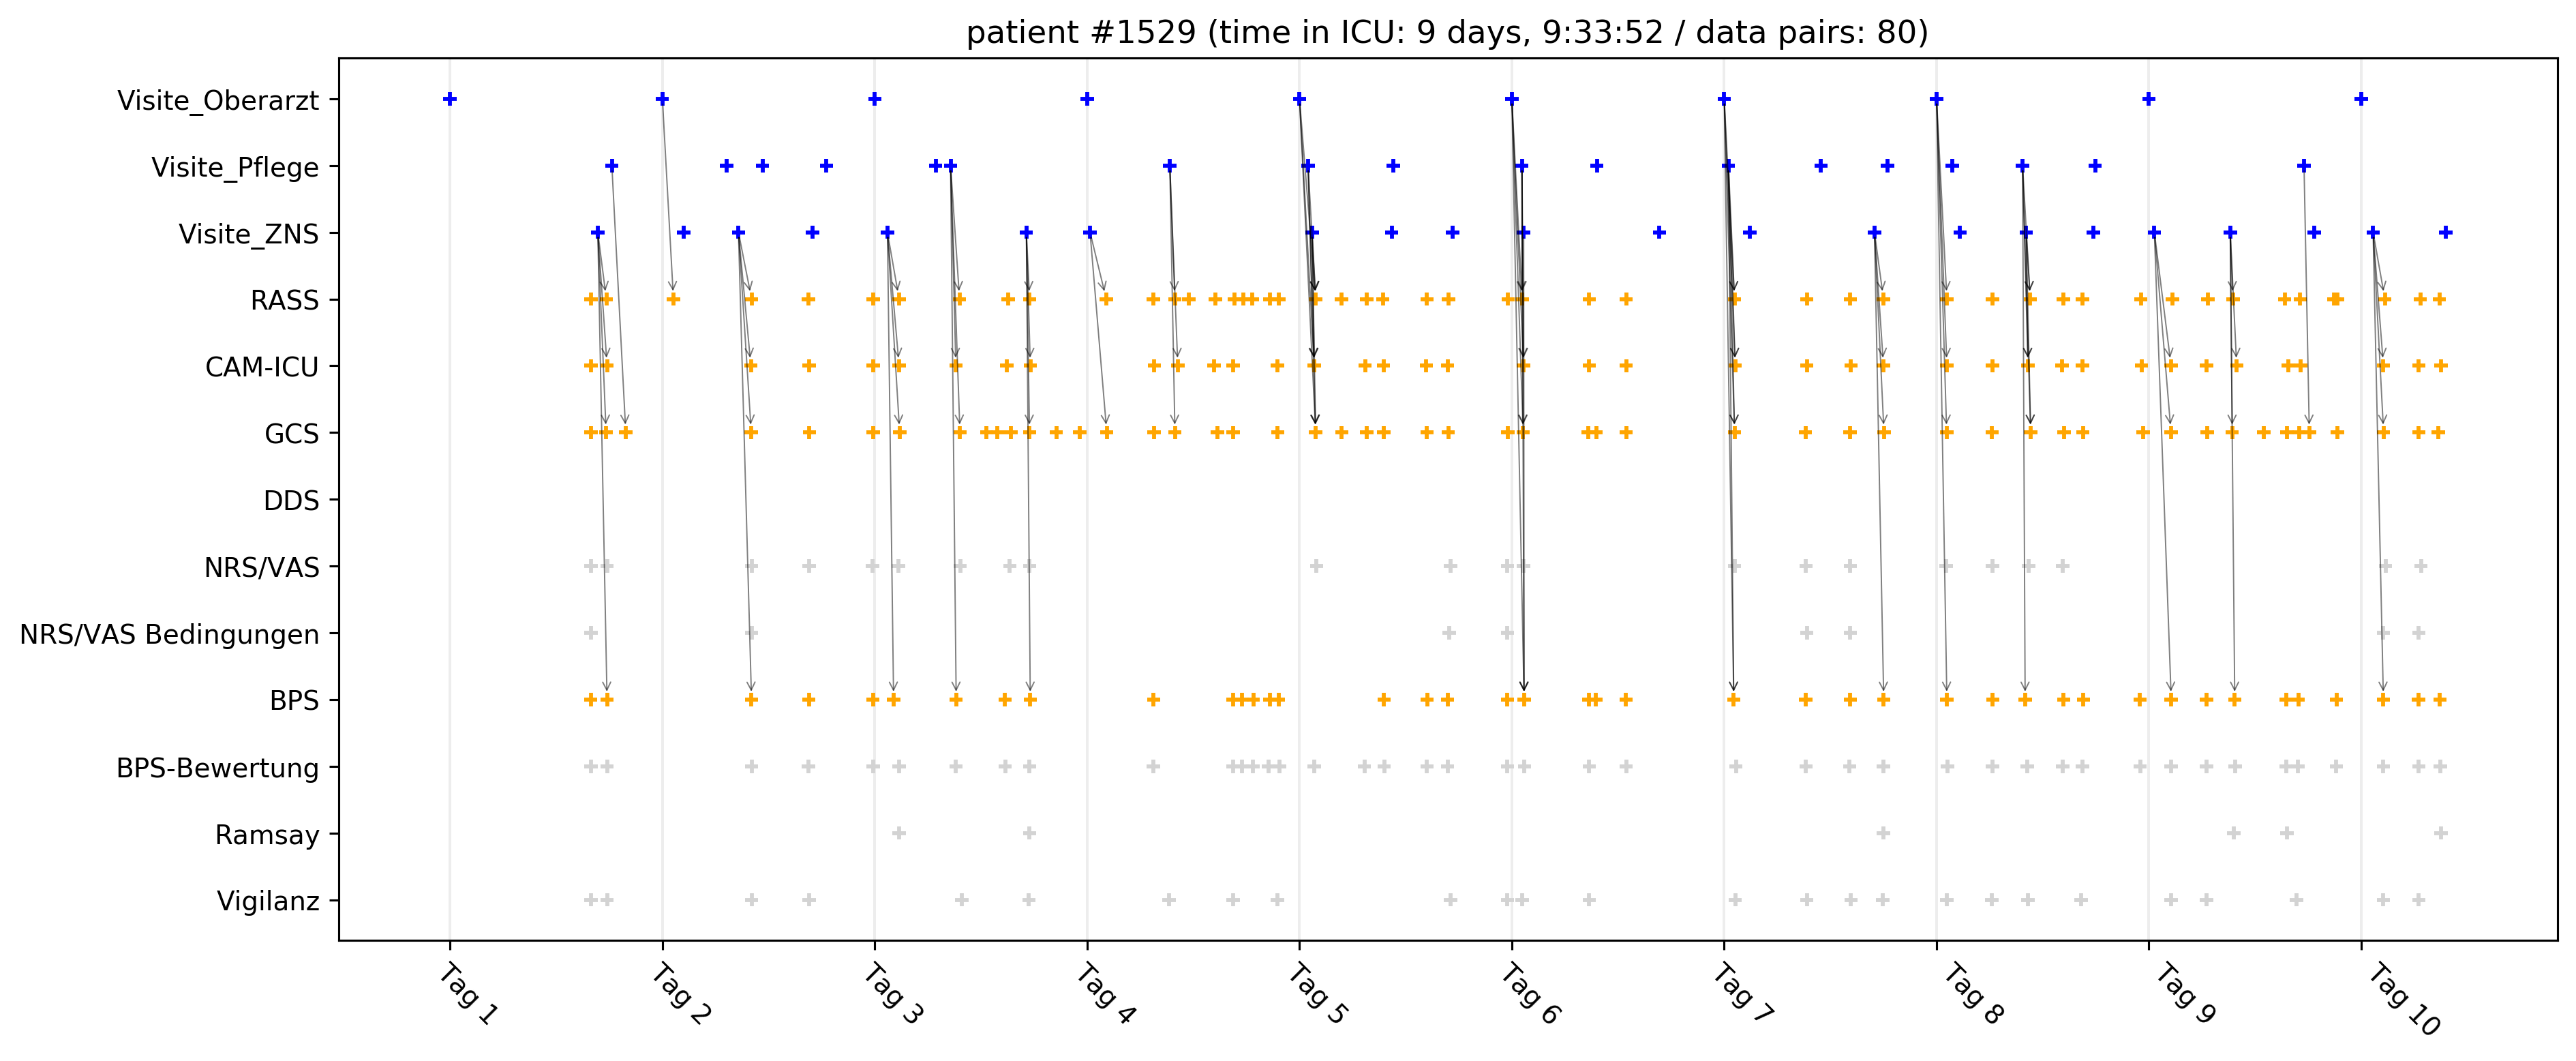 patient #1529 (time in ICU: 9 days, 9:33:52 / data pairs: 80)
Visite_Oberarzt
Visite_Pflege
Visite_ZNS
RASS
CAM-ICU
GCS
DDS
NRS/VAS
NRS/VAS Bedingungen
BPS
BPS-Bewertung
Ramsay
Vigilanz
Tag 1
Tag 2
Tag 3
Tag 4
Tag 5
Tag 6
Tag 7
Tag 8
Tag 9
Tag 10